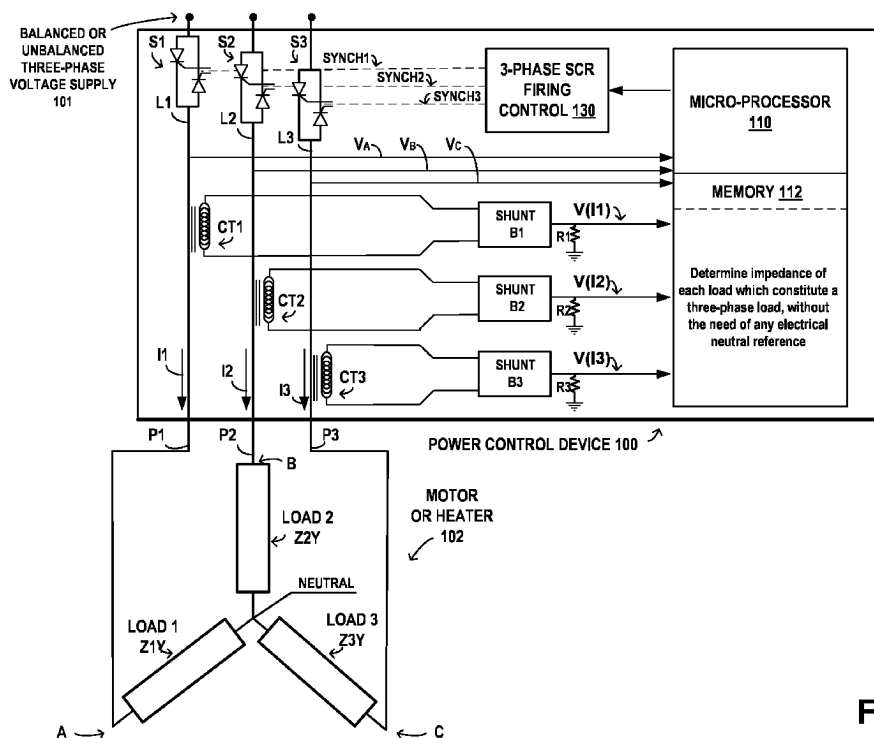 BALANCED OR
UNBALANCED
THREE-PHASE
VOLTAGE SUPPLY
101
S1
S2
S3
SYNCH1
SYNCH2
SYNCH3
3-PHASE SCR
FIRING
CONTROL 130
MICRO-PROCESSOR
110
L1
L2
L3
VA
VB
VC
MEMORY 112
CT1
SHUNT
B1
V(I1)
R1
CT2
SHUNT
B2
V(I2)
R2
Determine impedance of
each load which constitute a
three-phase load, without
the need of any electrical
neutral reference
I1
I2
I3
CT3
SHUNT
B3
V(I3)
R3
P1
P2
P3
POWER CONTROL DEVICE 100
B
MOTOR
OR HEATER
102
LOAD 2
Z2Y
NEUTRAL
LOAD 1
Z1Y
LOAD 3
Z3Y
A
C
F